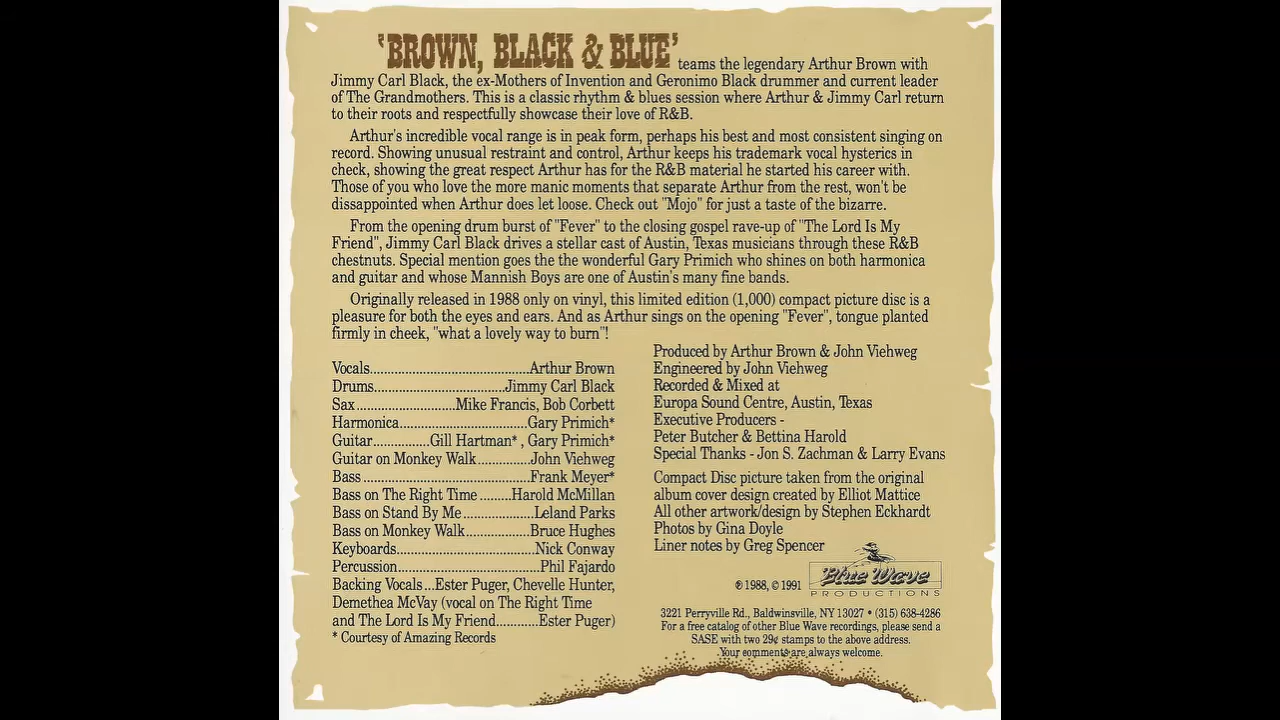 'BROWN, BLACK & BLUE' teams the legendary Arthur Brown with
Jimmy Carl Black, the ex-Mothers of Invention and Geronimo Black drummer and current leader
of The Grandmothers. This is a classic rhythm & blues session where Arthur & Jimmy Carl return
to their roots and respectfully showcase their love of R&B.
Arthur's incredible vocal range is in peak form, perhaps his best and most consistent singing on
record. Showing unusual restraint and control, Arthur keeps his trademark vocal hysterics in
check, showing the great respect Arthur has for the R&B material he started his career with.
Those of you who love the more manic moments that separate Arthur from the rest, won't be
dissappointed when Arthur does let loose. Check out "Mojo" for just a taste of the bizarre.
From the opening drum burst of "Fever" to the closing gospel rave-up of "The Lord Is My
Friend", Jimmy Carl Black drives a stellar cast of Austin, Texas musicians through these R&B
chestnuts. Special mention goes the the wonderful Gary Primich who shines on both harmonica
and guitar and whose Mannish Boys are one of Austin's many fine bands.
Originally released in 1988 only on vinyl, this limited edition (1,000) compact picture disc is a
pleasure for both the eyes and ears. And as Arthur sings on the opening "Fever", tongue planted
firmly in cheek, "what a lovely way to burn"!
Vocals......................................Arthur Brown
Drums...............................Jimmy Carl Black
Sax........................Mike Francis, Bob Corbett
Harmonica..............................Gary Primich*
Guitar..............Gill Hartman* , Gary Primich*
Guitar on Monkey Walk.............John Viehweg
Bass........................................Frank Meyer*
Bass on The Right Time ........Harold McMillan
Bass on Stand By Me.................Leland Parks
Bass on Monkey Walk...............Bruce Hughes
Keyboards.................................Nick Conway
Percussion..................................Phil Fajardo
Backing Vocals...Ester Puger, Chevelle Hunter,
Demethea McVay (vocal on The Right Time
and The Lord Is My Friend...........Ester Puger)
* Courtesy of Amazing Records
Produced by Arthur Brown & John Viehweg
Engineered by John Viehweg
Recorded & Mixed at
Europa Sound Centre, Austin, Texas
Executive Producers -
Peter Butcher & Bettina Harold
Special Thanks - Jon S. Zachman & Larry Evans
Compact Disc picture taken from the original
album cover design created by Elliot Mattice
All other artwork/design by Stephen Eckhardt
Photos by Gina Doyle
Liner notes by Greg Spencer
℗ 1988, © 1991
Blue Wave
PRODUCTIONS
3221 Perryville Rd., Baldwinsville, NY 13027 • (315) 638-4286
For a free catalog of other Blue Wave recordings, please send a
SASE with two 29¢ stamps to the above address.
Your comments are always welcome.